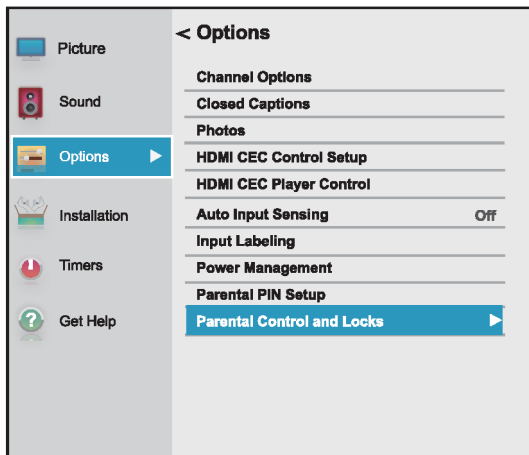 Picture
Sound
Options
Installation
Timers
Get Help
< Options
Channel Options
Closed Captions
Photos
HDMI CEC Control Setup
HDMI CEC Player Control
Auto Input Sensing Off
Input Labeling
Power Management
Parental PIN Setup
Parental Control and Locks